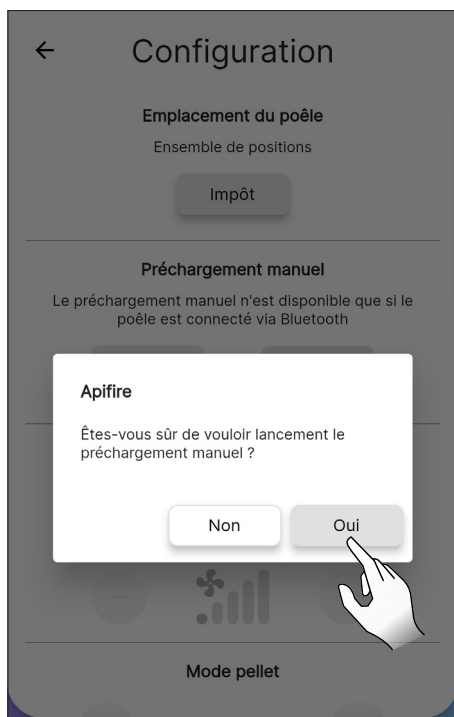 Configuration
Emplacement du poêle
Ensemble de positions
Impôt
Préchargement manuel
Le préchargement manuel n'est disponible que si le
poêle est connecté via Bluetooth
Apifire
Êtes-vous sûr de vouloir lancement le
préchargement manuel ?
Non
Oui
Mode pellet